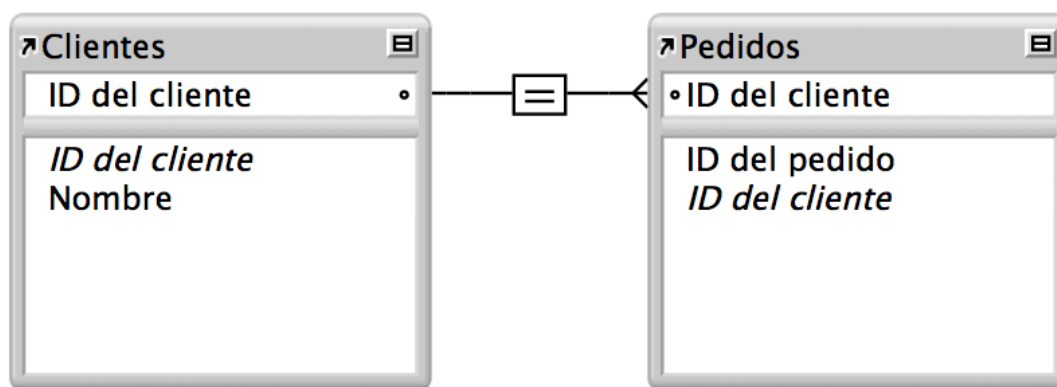 Clientes
ID del cliente
ID del cliente
Nombre
=
Pedidos
ID del cliente
ID del pedido
ID del cliente